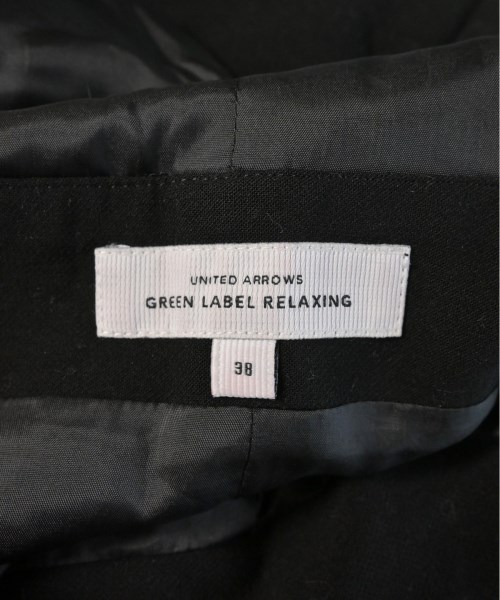 UNITED ARROWS
GREEN LABEL RELAXING
38